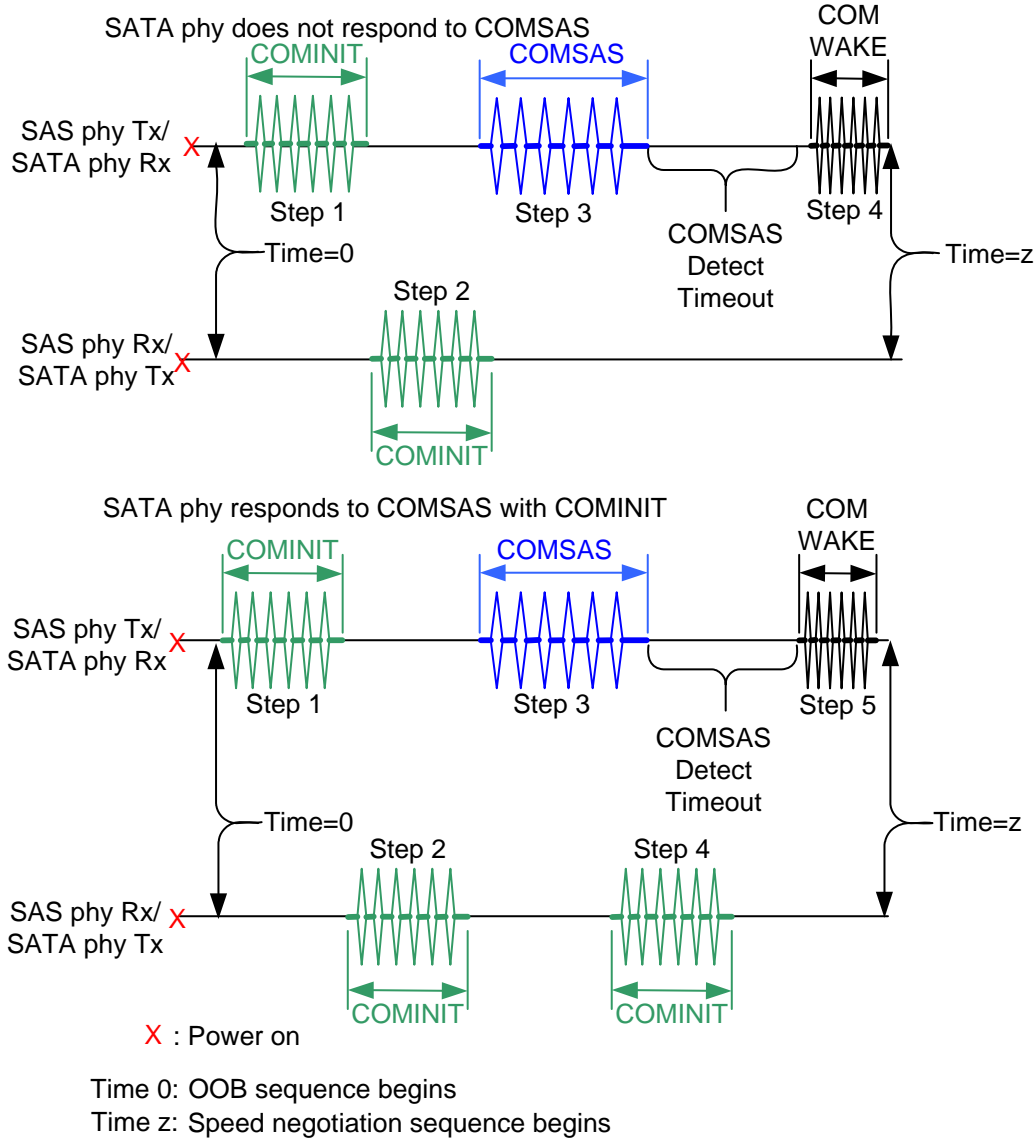 SATA phy does not respond to COMSAS
COMINIT
COMSAS
COM
WAKE
SAS phy Tx/
SATA phy Rx
X
Step 1
Step 3
Step 4
Time=0
COMSAS
Detect
Timeout
Time=z
Step 2
SAS phy Rx/
SATA phy Tx
X
COMINIT
SATA phy responds to COMSAS with COMINIT
COMINIT
COMSAS
COM
WAKE
SAS phy Tx/
SATA phy Rx
X
Step 1
Step 3
Step 5
COMSAS
Detect
Timeout
Time=0
Time=z
Step 2
Step 4
SAS phy Rx/
SATA phy Tx
X
COMINIT
COMINIT
X : Power on
Time 0: OOB sequence begins
Time z: Speed negotiation sequence begins